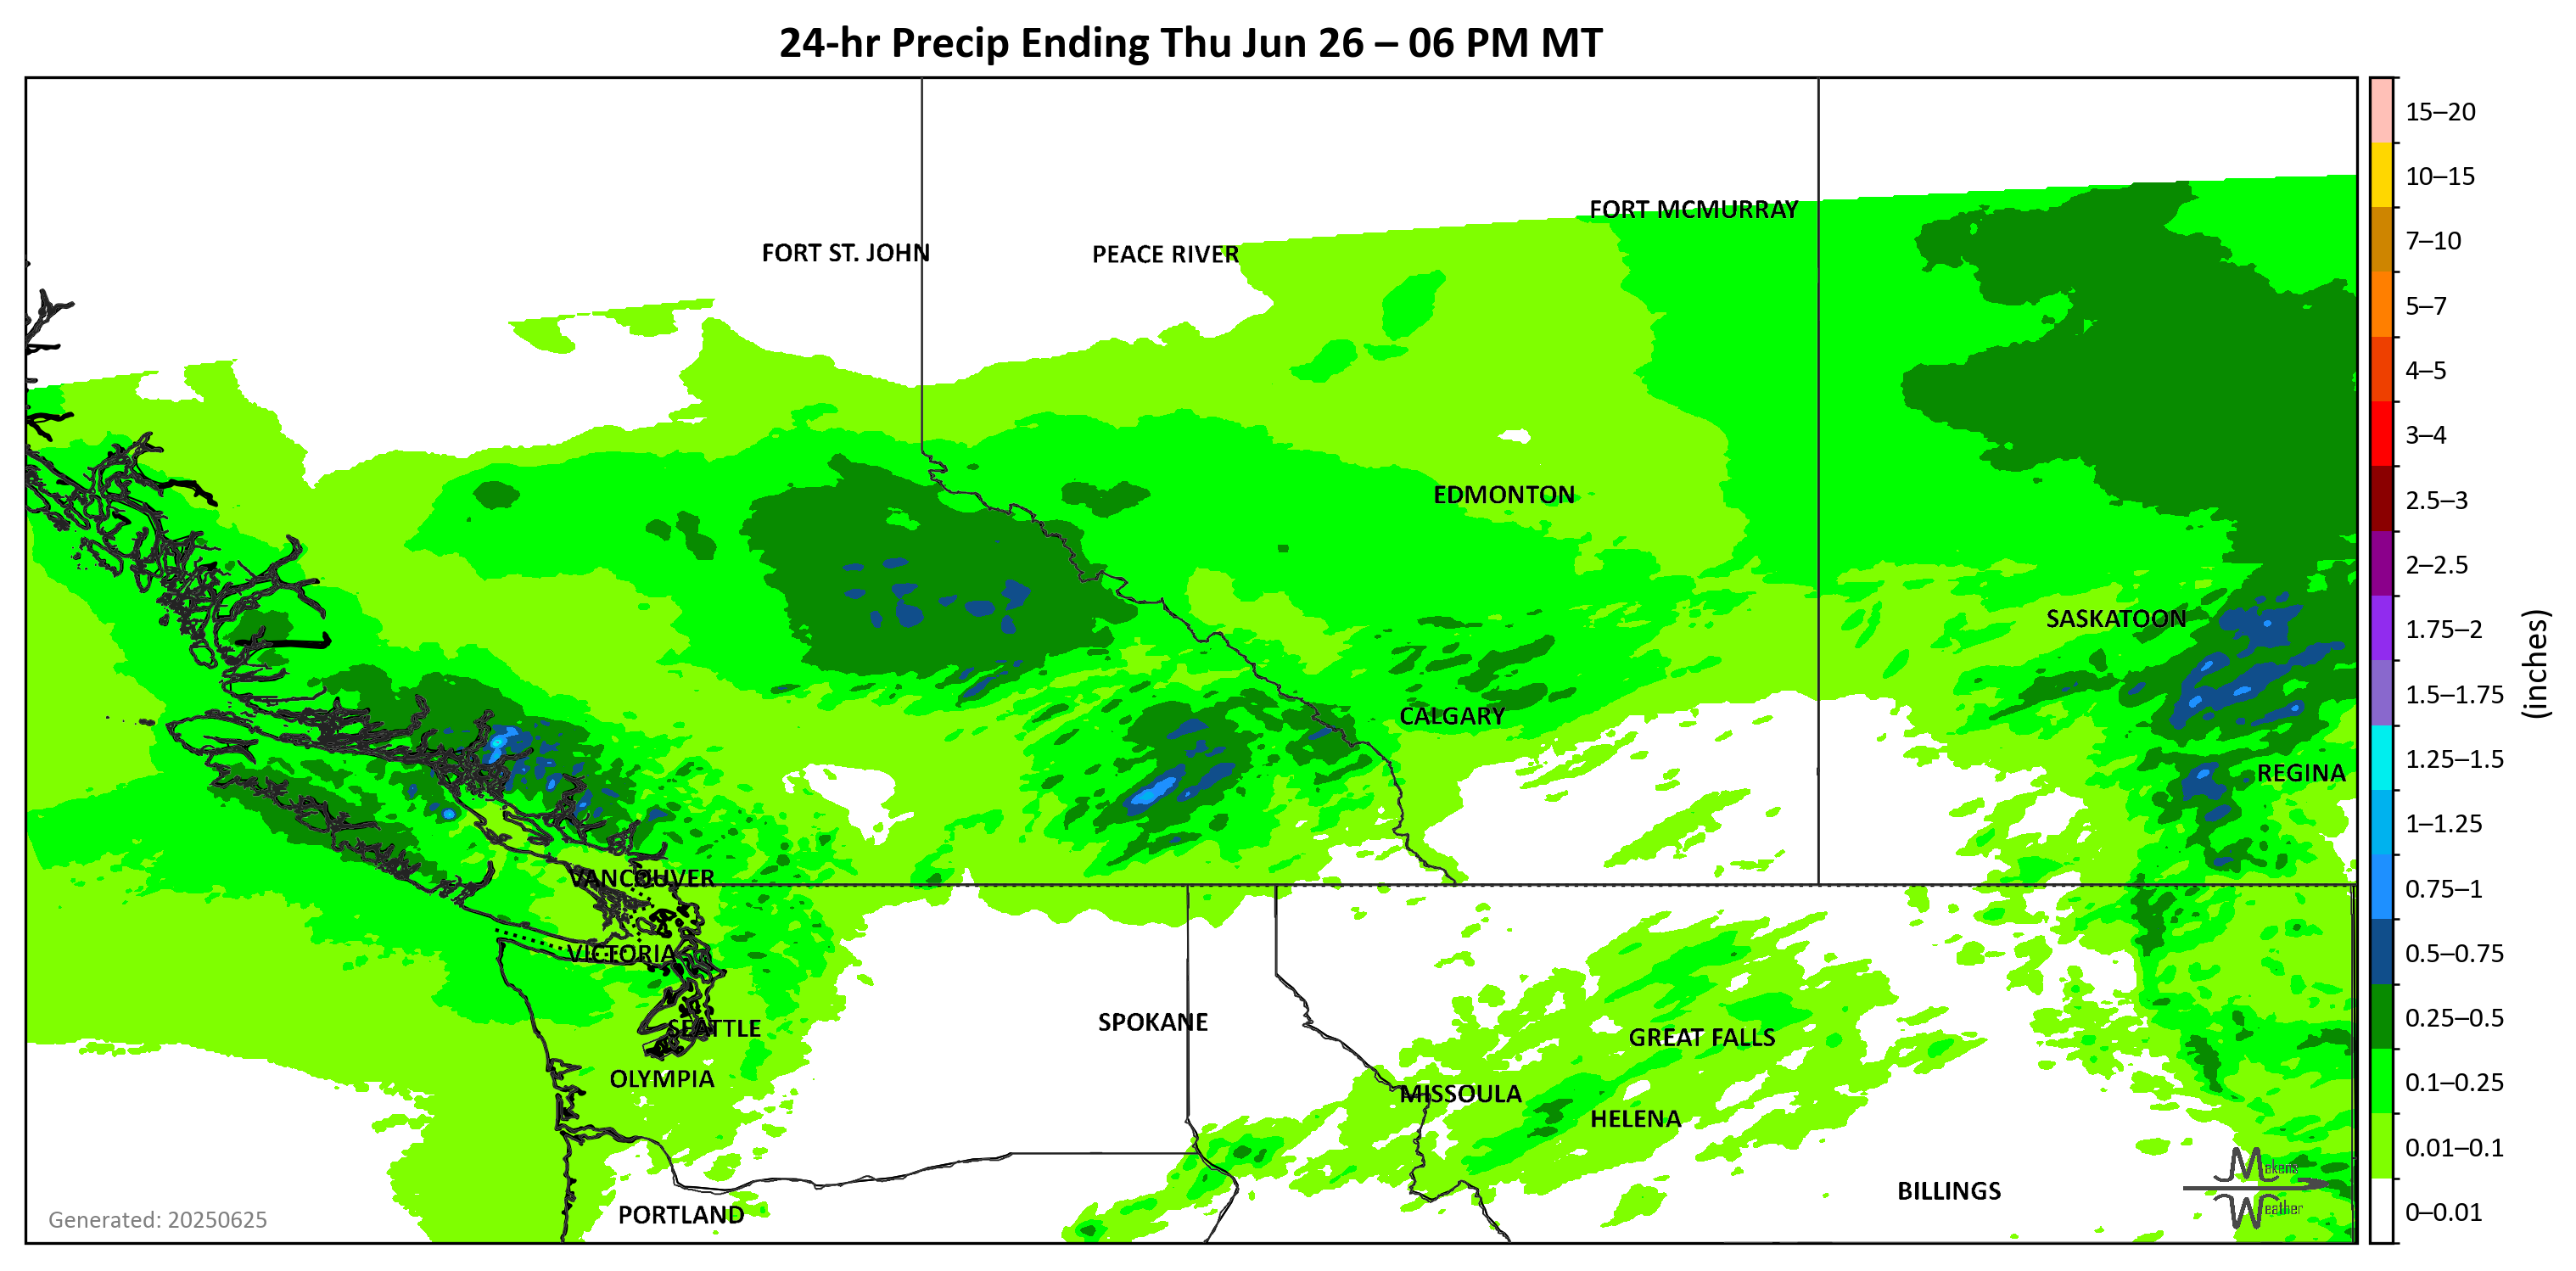 24-hr Precip Ending Thu Jun 26 – 06 PM MT
15–20
10–15
7–10
5–7
4–5
3–4
2.5–3
2–2.5
1.75–2
1.5–1.75
1.25–1.5
1–1.25
0.75–1
0.5–0.75
0.25–0.5
0.1–0.25
0.01–0.1
0–0.01
(inches)
FORT MCMURRAY
FORT ST. JOHN
PEACE RIVER
EDMONTON
SASKATOON
CALGARY
REGINA
VANCOUVER
VICTORIA
SPOKANE
SEATTLE
GREAT FALLS
OLYMPIA
MISSOULA
HELENA
BILLINGS
PORTLAND
Makens
Weather
Generated: 20250625